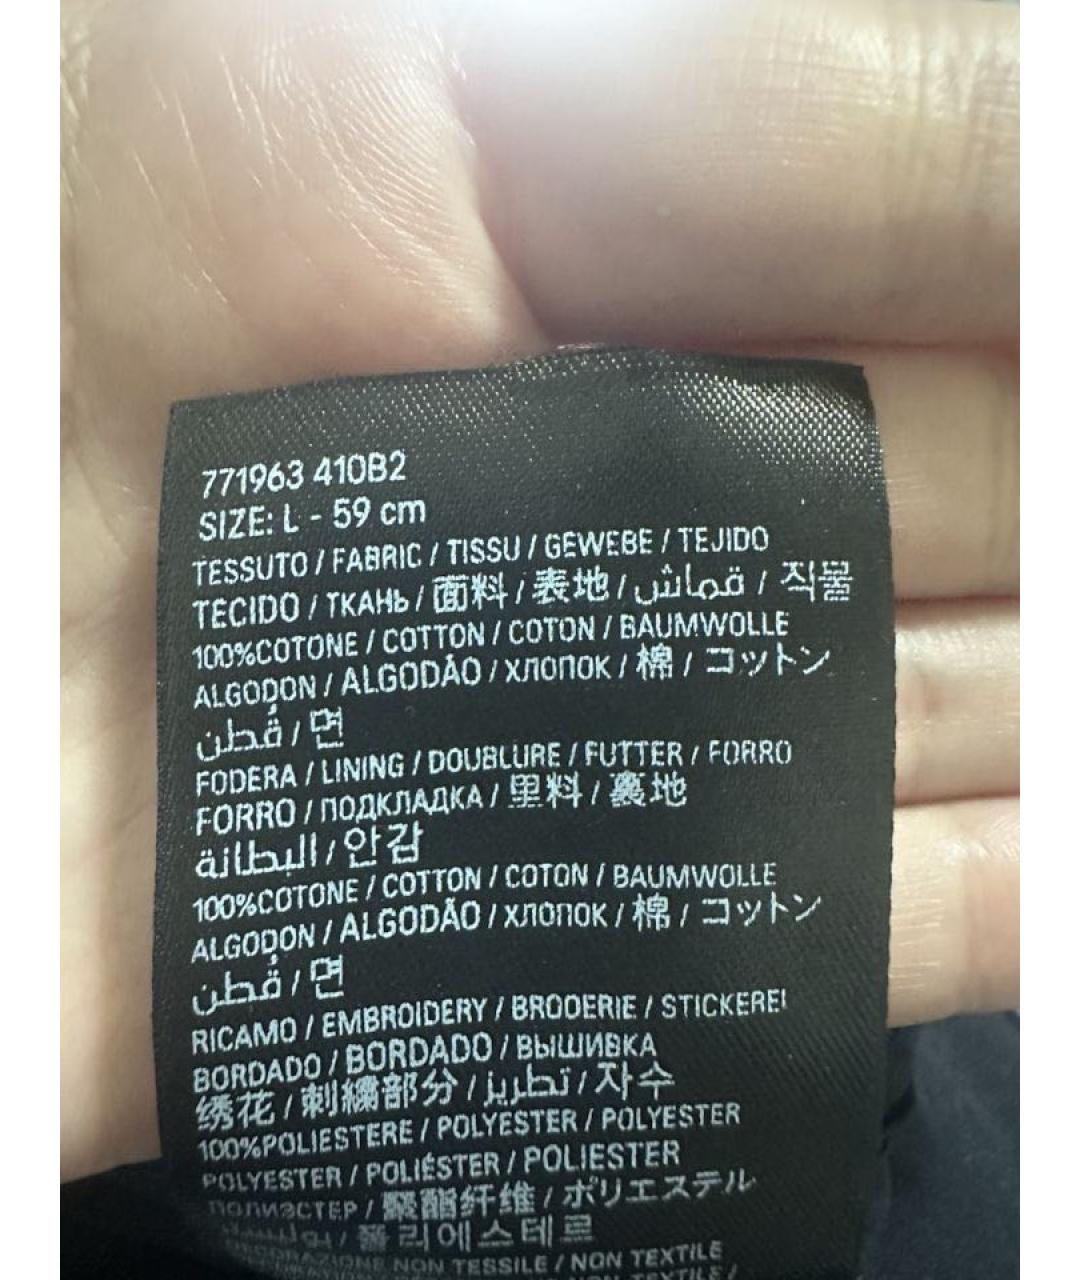 771963 410B2
SIZE: L - 59 cm
TESSUTO / FABRIC / TISSU / GEWEBE / TEJIDO
TECIDO / ТКАНЬ / 面料 / 表地 / قماش / 직물
100%COTONE / COTTON / COTON / BAUMWOLLE
ALGODON / ALGODÃO / ХЛОПОК / 棉 / コットン
قُطن / 면
FODERA / LINING / DOUBLURE / FUTTER / FORRO
FORRO / ПОДКЛАДКА / 里料 / 裏地
البطانة / 안감
100%COTONE / COTTON / COTON / BAUMWOLLE
ALGODON / ALGODÃO / ХЛОПОК / 棉 / コットン
قُطن / 면
RICAMO / EMBROIDERY / BRODERIE / STICKEREI
BORDADO / BORDADO / ВЫШИВКА
绣花 / 刺繍部分 / تطريز / 자수
100%POLIESTERE / POLYESTER / POLYESTER
POLYESTER / POLIÉSTER / POLIESTER
ПОЛИЭСТЕР / 聚酯纤维 / ポリエステル
/ 폴리에스테르
DECORAZIONE NON TESSILE / NON TEXTILE